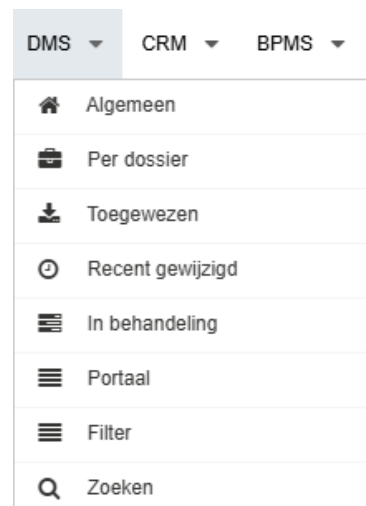 DMS CRM BPMS
Algemeen
Per dossier
Toegewezen
Recent gewijzigd
In behandeling
Portaal
Filter
Zoeken